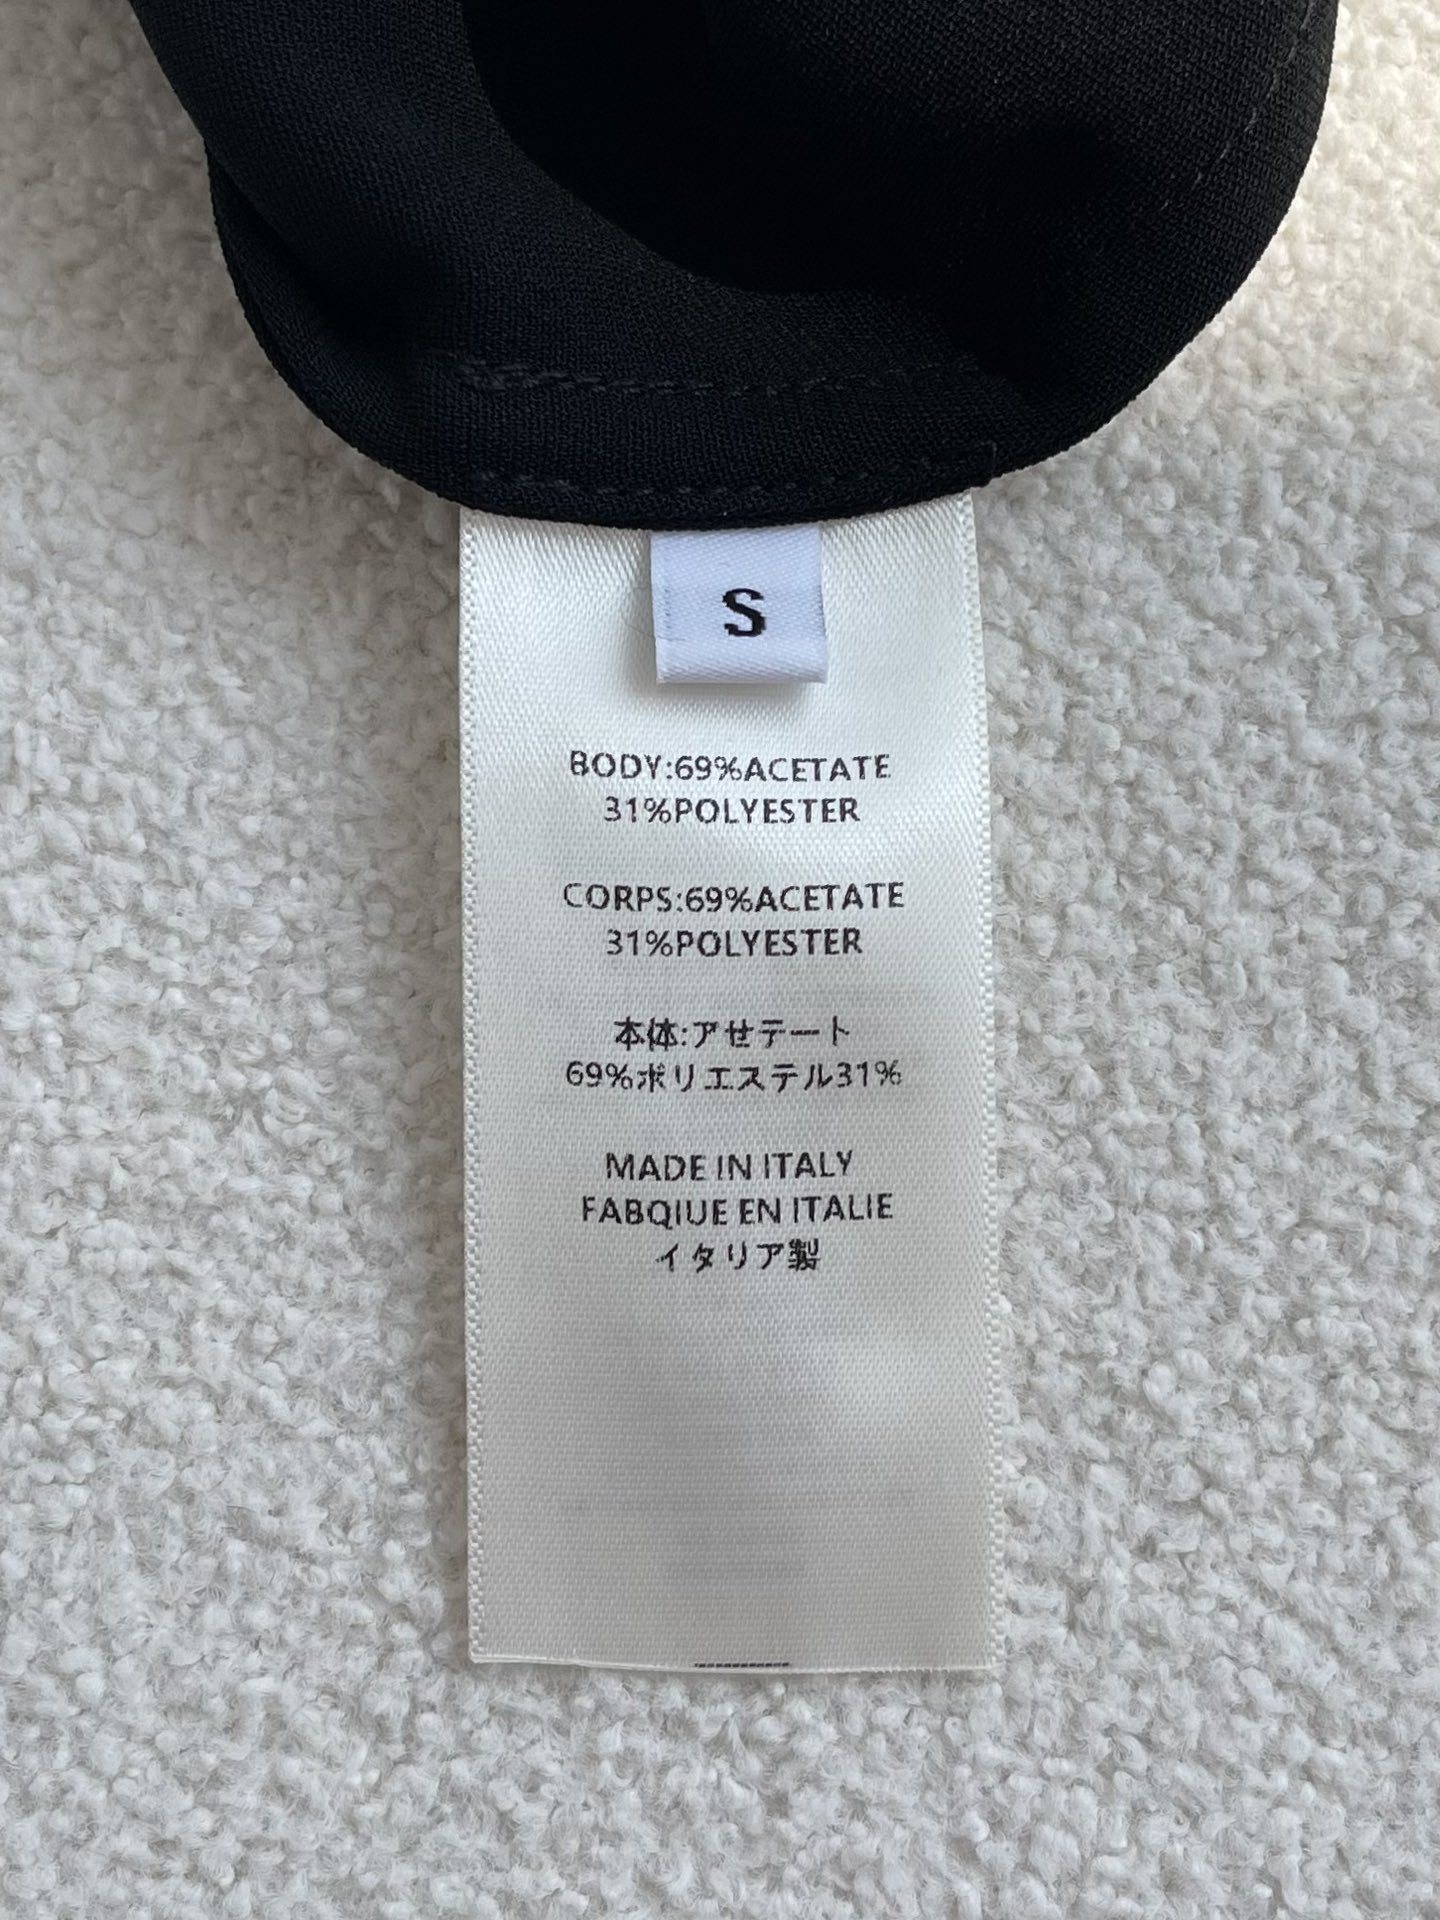 S
BODY:69%ACETATE
31%POLYESTER
CORPS:69%ACETATE
31%POLYESTER
本体:アせテート
69%ポリエステル31%
MADE IN ITALY
FABQIUE EN ITALIE
イタリア製